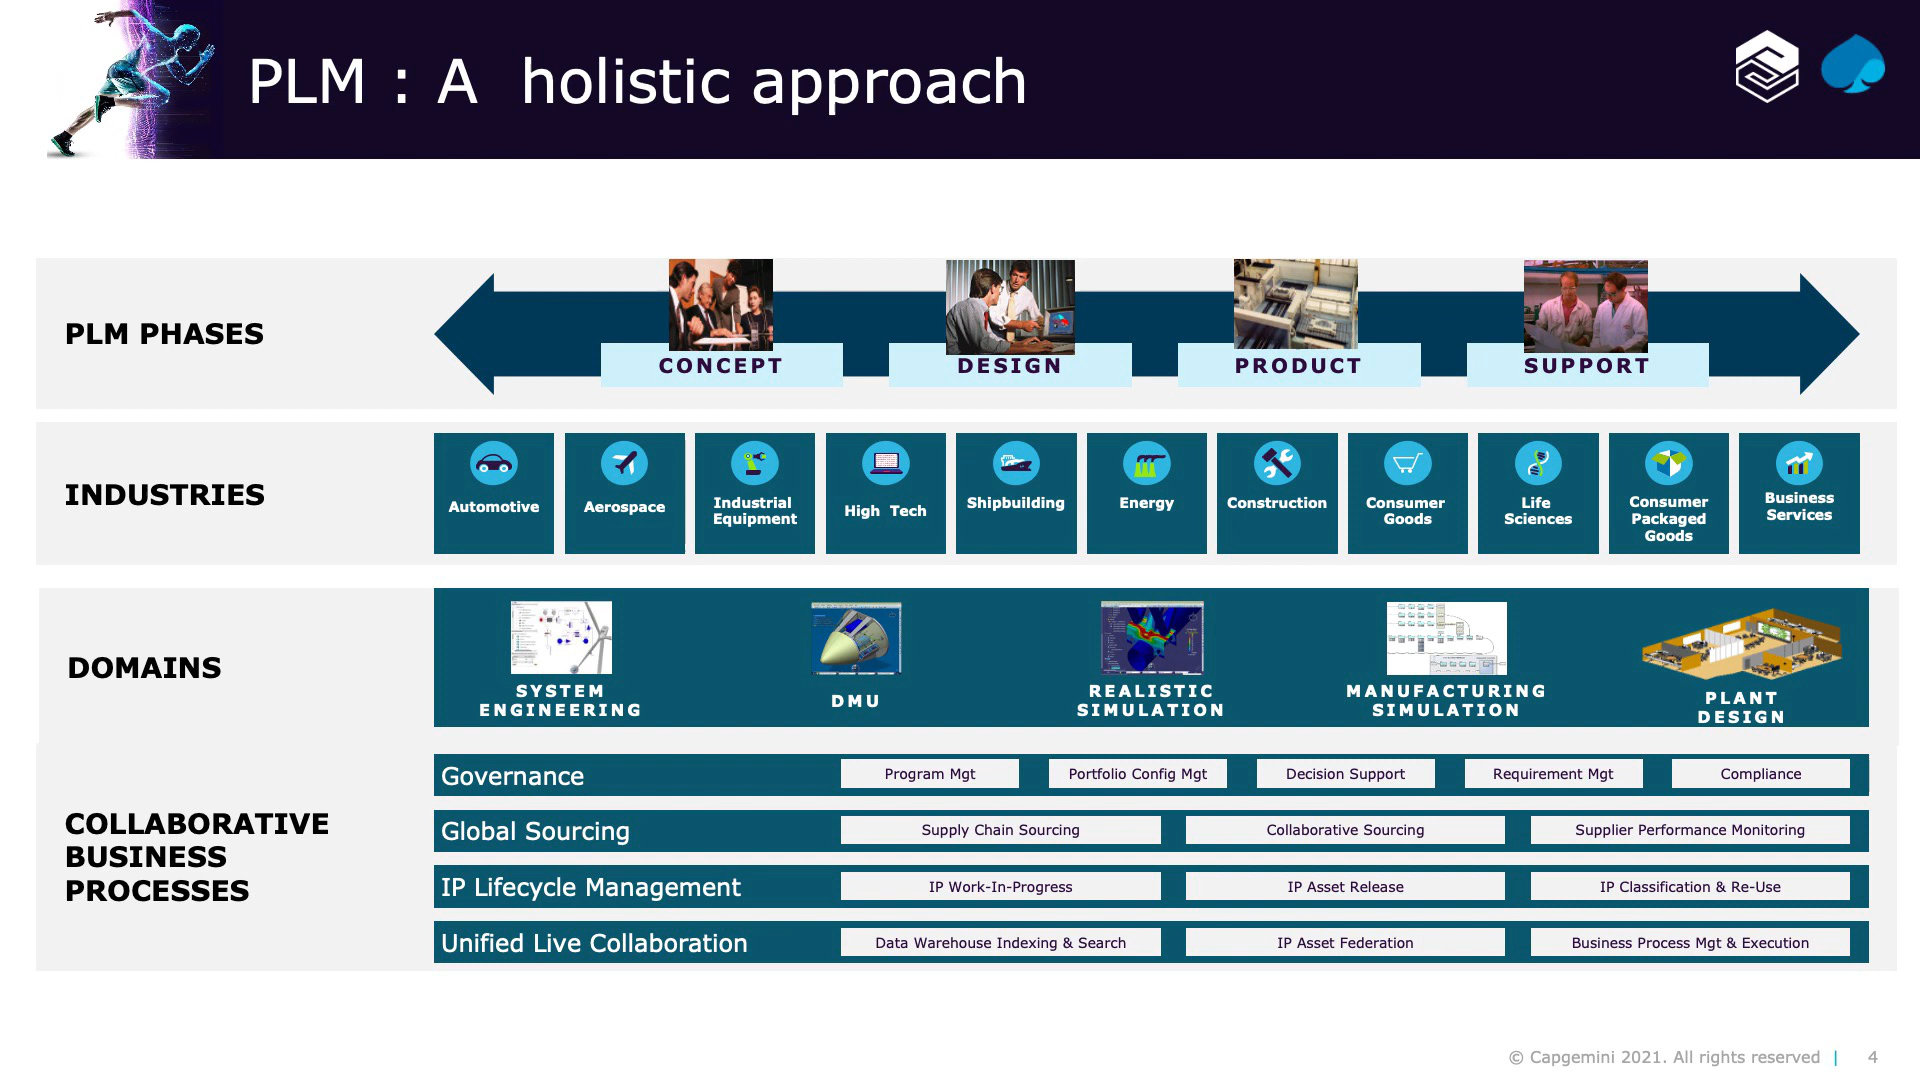 PLM : A holistic approach
PLM PHASES
CONCEPT
DESIGN
PRODUCT
SUPPORT
INDUSTRIES
Automotive
Aerospace
Industrial
Equipment
High Tech
Shipbuilding
Energy
Construction
Consumer
Goods
Life
Sciences
Consumer
Packaged
Goods
Business
Services
DOMAINS
SYSTEM
ENGINEERING
DMU
REALISTIC
SIMULATION
MANUFACTURING
SIMULATION
PLANT
DESIGN
COLLABORATIVE
BUSINESS
PROCESSES
Governance
Program Mgt
Portfolio Config Mgt
Decision Support
Requirement Mgt
Compliance
Global Sourcing
Supply Chain Sourcing
Collaborative Sourcing
Supplier Performance Monitoring
IP Lifecycle Management
IP Work-In-Progress
IP Asset Release
IP Classification & Re-Use
Unified Live Collaboration
Data Warehouse Indexing & Search
IP Asset Federation
Business Process Mgt & Execution
© Capgemini 2021. All rights reserved | 4